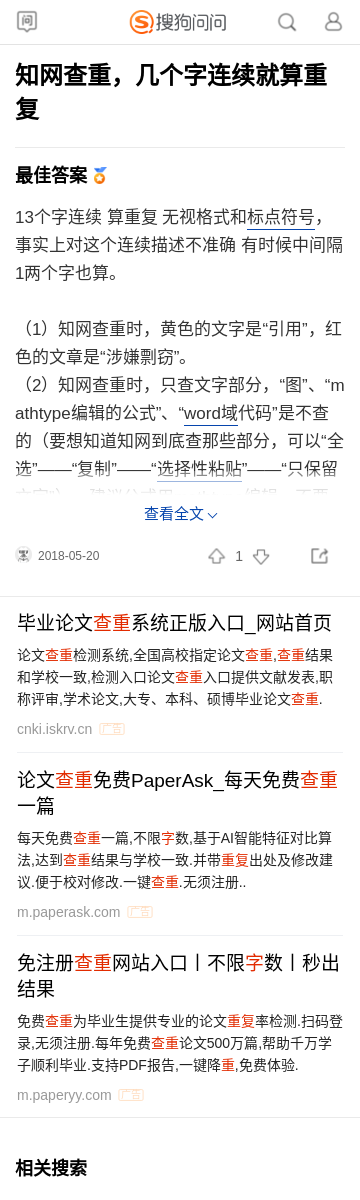 搜狗问问
知网查重，几个字连续就算重
复
最佳答案
13个字连续 算重复 无视格式和标点符号，
事实上对这个连续描述不准确 有时候中间隔
1两个字也算。
（1）知网查重时，黄色的文字是“引用”，红
色的文章是“涉嫌剽窃”。
（2）知网查重时，只查文字部分，“图”、“m
athtype编辑的公式”、“word域代码”是不查
的（要想知道知网到底查那些部分，可以“全
选”——“复制”——“选择性粘贴”——“只保留
查看全文
2018-05-20
1
毕业论文查重系统正版入口_网站首页
论文查重检测系统,全国高校指定论文查重,查重结果
和学校一致,检测入口论文查重入口提供文献发表,职
称评审,学术论文,大专、本科、硕博毕业论文查重.
cnki.iskrv.cn 广告
论文查重免费PaperAsk_每天免费查重
一篇
每天免费查重一篇,不限字数,基于AI智能特征对比算
法,达到查重结果与学校一致.并带重复出处及修改建
议.便于校对修改.一键查重.无须注册..
m.paperask.com 广告
免注册查重网站入口丨不限字数丨秒出
结果
免费查重为毕业生提供专业的论文重复率检测.扫码登
录,无须注册.每年免费查重论文500万篇,帮助千万学
子顺利毕业.支持PDF报告,一键降重,免费体验.
m.paperyy.com 广告
相关搜索